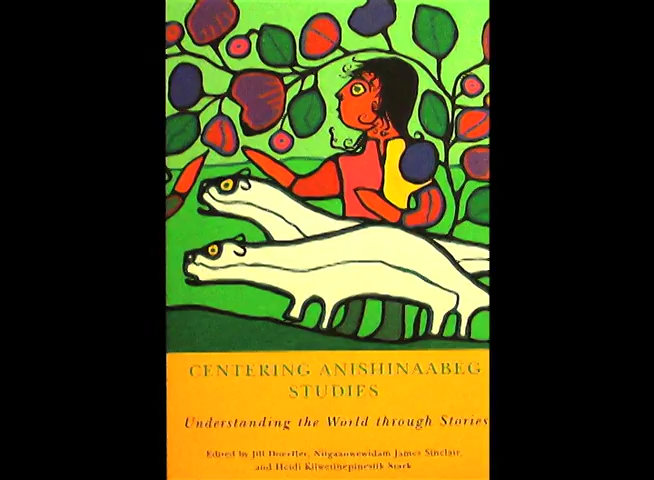 CENTERING ANISHINAABEG
STUDIES
Understanding the World through Stories
Edited by Jill Doerfler, Niigaanwewidam James Sinclair,
and Heidi Kiiwetinepinesiik Stark